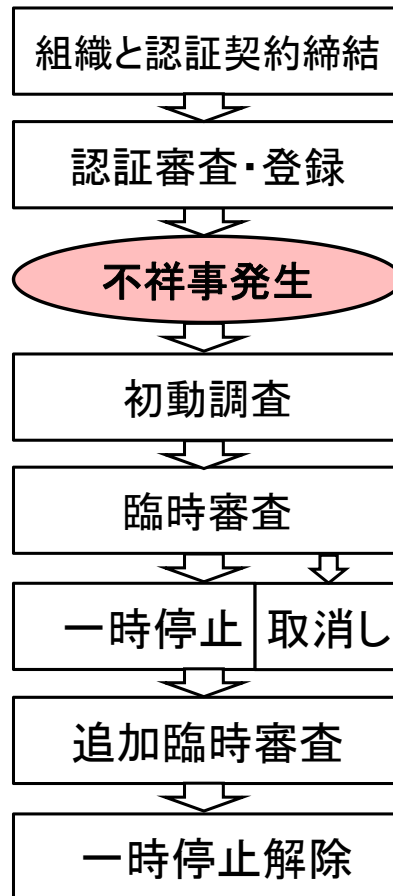 組織と認証契約締結
認証審査・登録
不祥事発生
初動調査
臨時審査
一時停止 取消し
追加臨時審査
一時停止解除